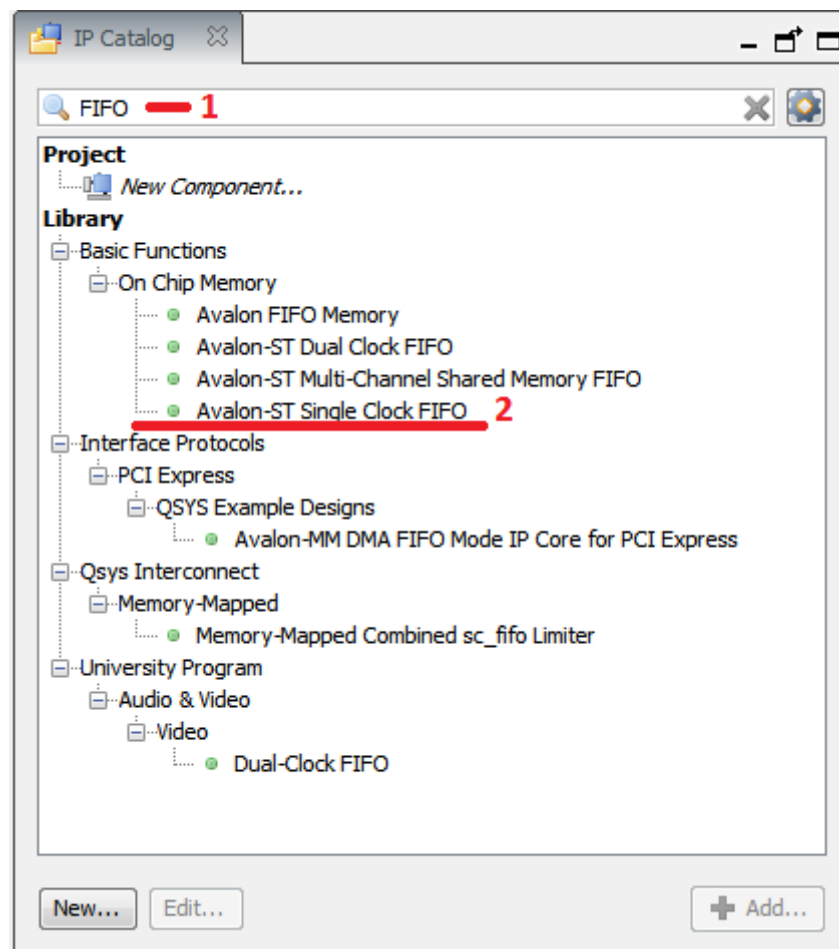 IP Catalog
FIFO 1
Project
New Component...
Library
Basic Functions
On Chip Memory
Avalon FIFO Memory
Avalon-ST Dual Clock FIFO
Avalon-ST Multi-Channel Shared Memory FIFO
Avalon-ST Single Clock FIFO 2
Interface Protocols
PCI Express
QSYS Example Designs
Avalon-MM DMA FIFO Mode IP Core for PCI Express
Qsys Interconnect
Memory-Mapped
Memory-Mapped Combined sc_fifo Limiter
University Program
Audio & Video
Video
Dual-Clock FIFO
New... Edit... Add...